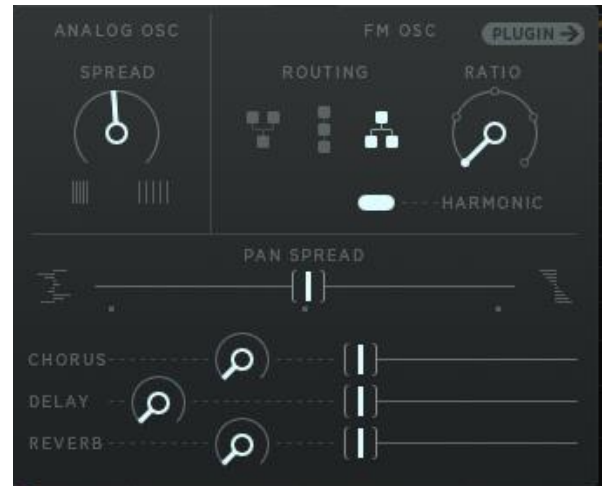 ANALOG OSC
FM OSC
PLUGIN →
SPREAD
ROUTING
RATIO
HARMONIC
PAN SPREAD
CHORUS
DELAY
REVERB